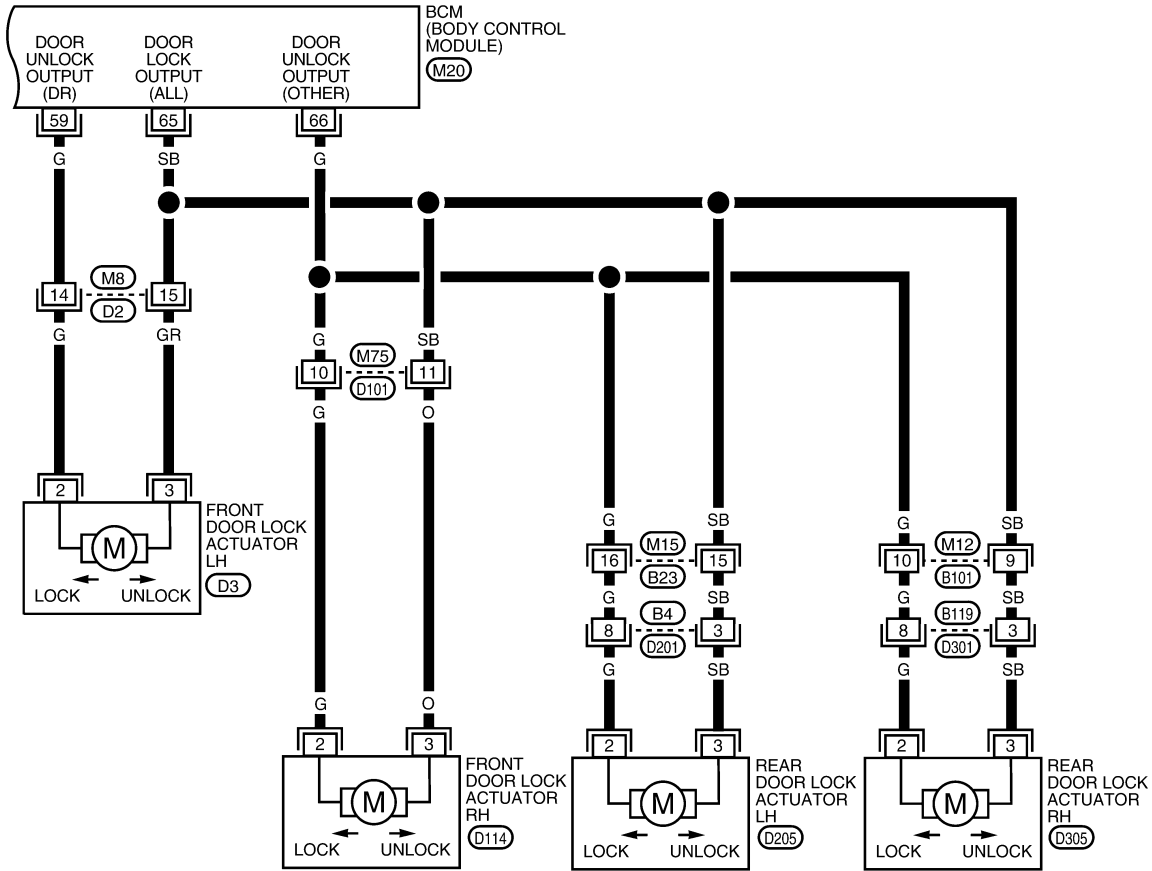 BCM
(BODY CONTROL
MODULE)
M20
DOOR
UNLOCK
OUTPUT
(DR)
DOOR
LOCK
OUTPUT
(ALL)
DOOR
UNLOCK
OUTPUT
(OTHER)
59
65
66
G
SB
G
M8
14
15
D2
G
GR
G
SB
M75
10
11
D101
G
O
2
3
FRONT
DOOR LOCK
ACTUATOR
LH
D3
M
LOCK
UNLOCK
G
SB
G
SB
M15
16
15
B23
M12
10
9
B101
G
SB
G
SB
B4
8
3
D201
B119
8
3
D301
G
SB
G
SB
G
O
2
3
2
3
2
3
FRONT
DOOR LOCK
ACTUATOR
RH
D114
M
LOCK
UNLOCK
REAR
DOOR LOCK
ACTUATOR
LH
D205
M
LOCK
UNLOCK
REAR
DOOR LOCK
ACTUATOR
RH
D305
M
LOCK
UNLOCK